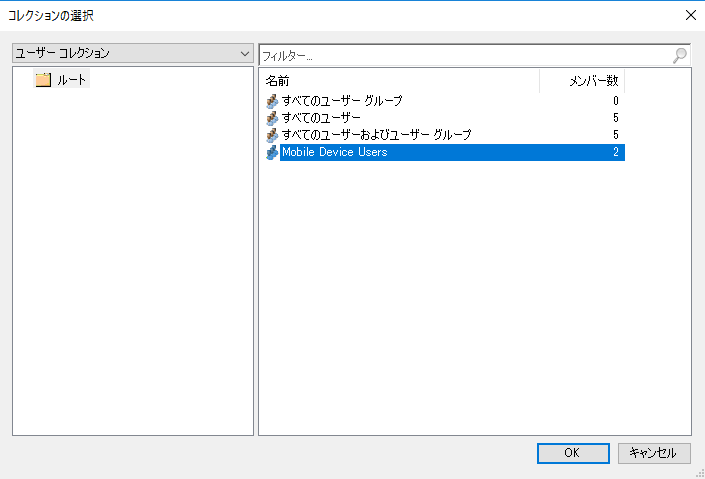 コレクションの選択
ユーザー コレクション
フィルター...
ルート
名前 メンバー数
すべてのユーザー グループ 0
すべてのユーザー 5
すべてのユーザーおよびユーザー グループ 5
Mobile Device Users 2
OK キャンセル